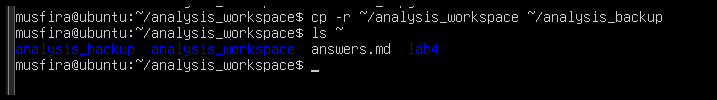 musfira@ubuntu:~/analysis_workspace$ cp -r ~/analysis_workspace ~/analysis_backup
musfira@ubuntu:~/analysis_workspace$ ls ~
analysis_backup analysis_workspace answers.md lab4
musfira@ubuntu:~/analysis_workspace$ _